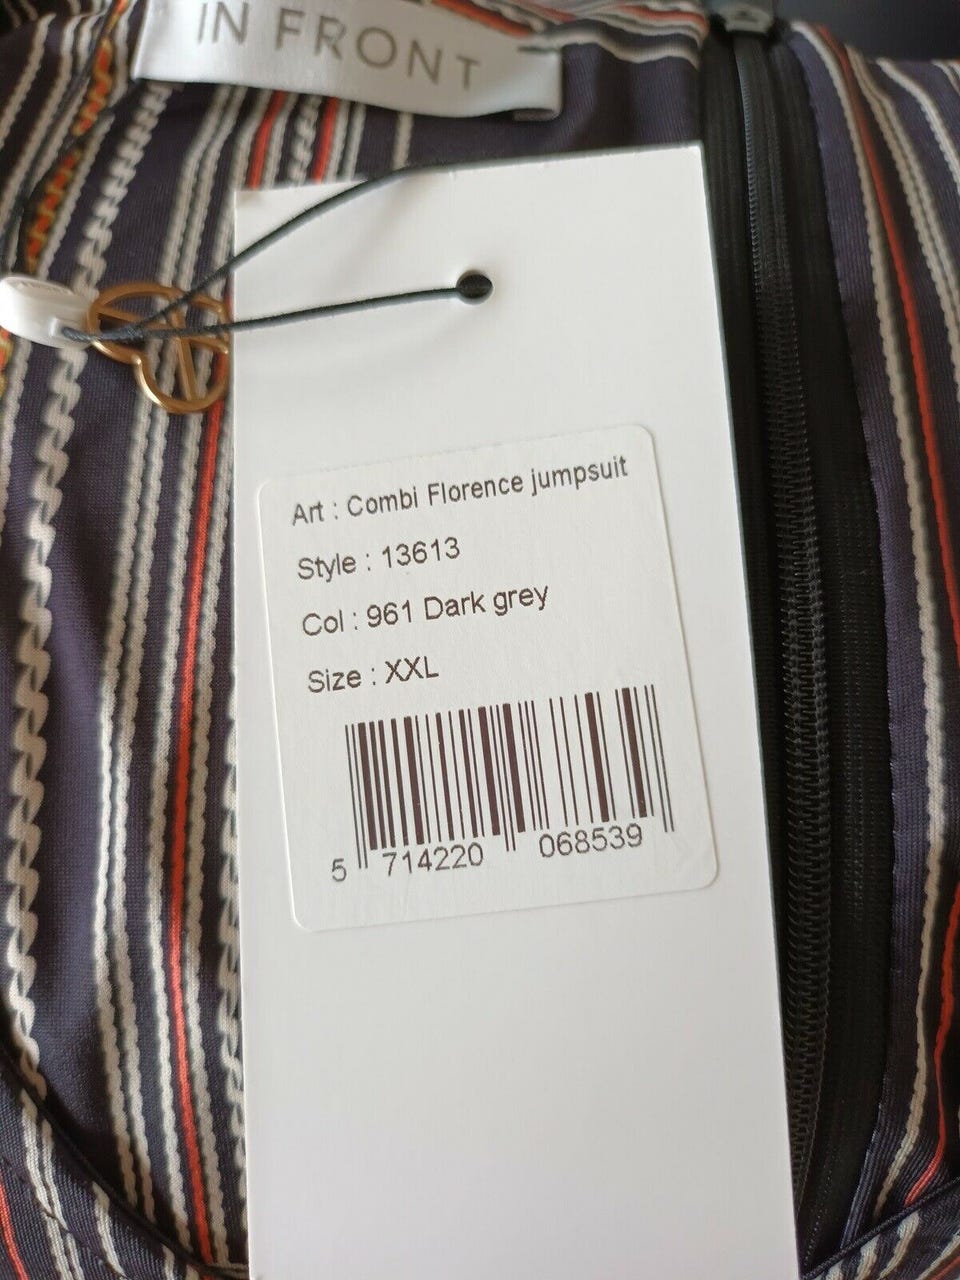 IN FRONT
Art : Combi Florence jumpsuit
Style : 13613
Col : 961 Dark grey
Size : XXL
5 714220 068539